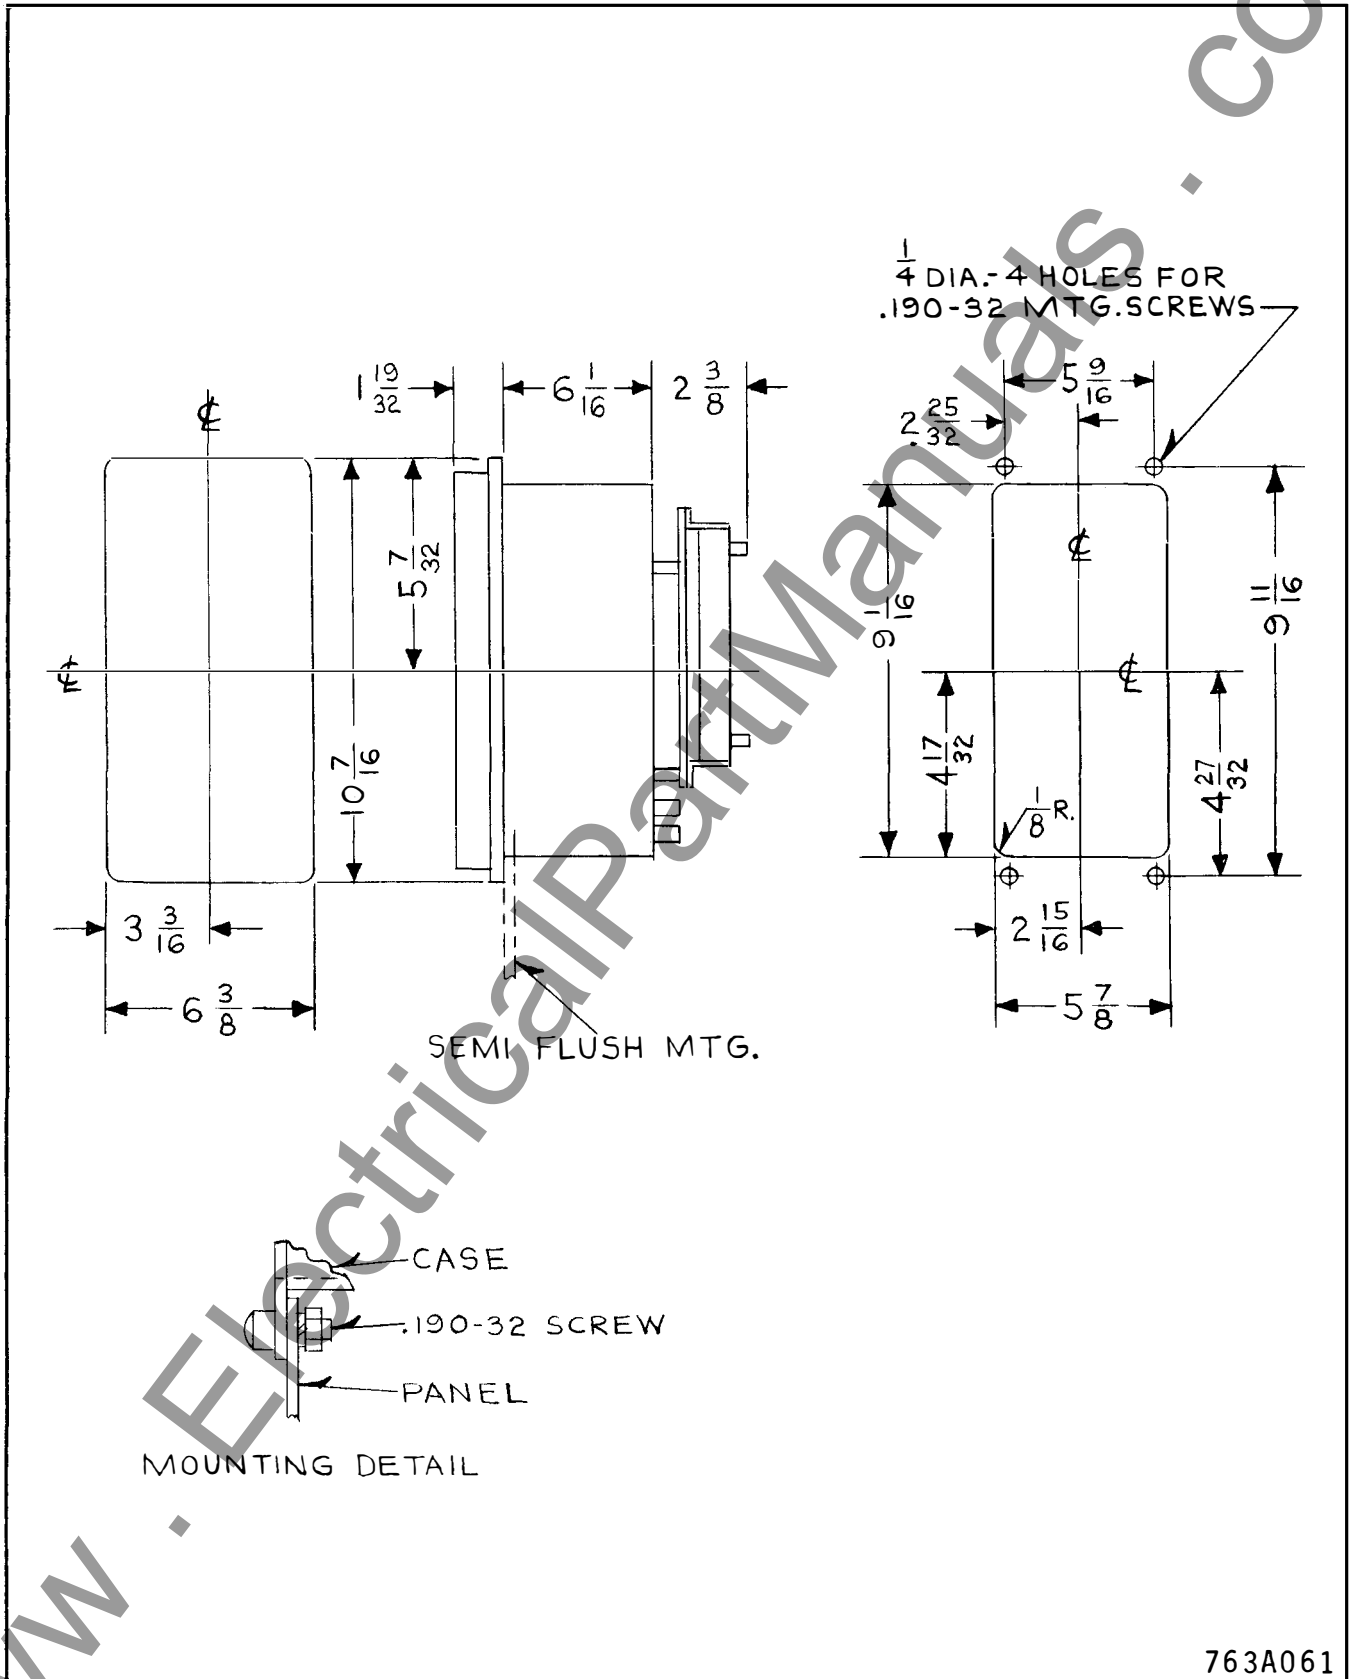 1/4 DIA.-4 HOLES FOR
.190-32 MTG.SCREWS
1 19/32
6 1/16
2 3/8
5 9/16
2 25/32
℄
5 7/32
9 1/16
℄
9 11/16
℄
℄
10 7/16
4 17/32
4 27/32
1/8 R.
3 3/16
2 15/16
6 3/8
5 7/8
SEMI FLUSH MTG.
CASE
.190-32 SCREW
PANEL
MOUNTING DETAIL
763A061
w . ElectricalPartManuals . co